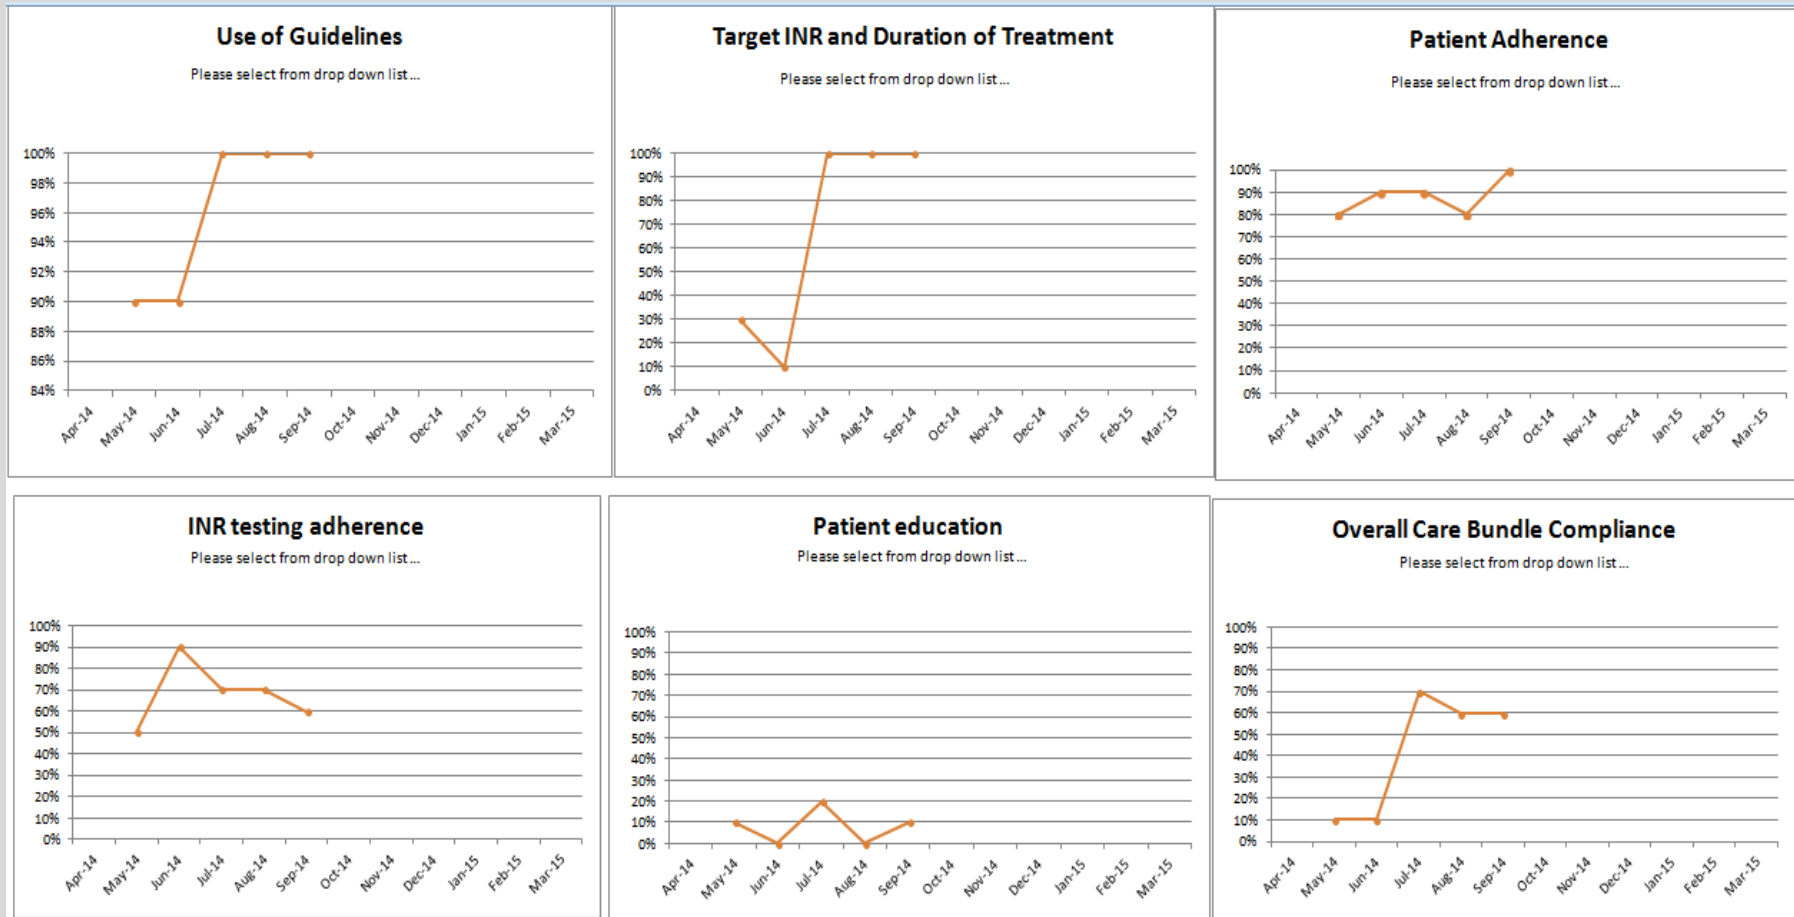 Use of Guidelines
Please select from drop down list...
100%
98%
96%
94%
92%
90%
88%
86%
84%
Apr-14
May-14
Jun-14
Jul-14
Aug-14
Sep-14
Oct-14
Nov-14
Dec-14
Jan-15
Feb-15
Mar-15
Target INR and Duration of Treatment
Please select from drop down list...
100%
90%
80%
70%
60%
50%
40%
30%
20%
10%
0%
Apr-14
May-14
Jun-14
Jul-14
Aug-14
Sep-14
Oct-14
Nov-14
Dec-14
Jan-15
Feb-15
Mar-15
Patient Adherence
Please select from drop down list...
100%
90%
80%
70%
60%
50%
40%
30%
20%
10%
0%
Apr-14
May-14
Jun-14
Jul-14
Aug-14
Sep-14
Oct-14
Nov-14
Dec-14
Jan-15
Feb-15
Mar-15
INR testing adherence
Please select from drop down list...
100%
90%
80%
70%
60%
50%
40%
30%
20%
10%
0%
Apr-14
May-14
Jun-14
Jul-14
Aug-14
Sep-14
Oct-14
Nov-14
Dec-14
Jan-15
Feb-15
Mar-15
Patient education
Please select from drop down list...
100%
90%
80%
70%
60%
50%
40%
30%
20%
10%
0%
Apr-14
May-14
Jun-14
Jul-14
Aug-14
Sep-14
Oct-14
Nov-14
Dec-14
Jan-15
Feb-15
Mar-15
Overall Care Bundle Compliance
Please select from drop down list...
100%
90%
80%
70%
60%
50%
40%
30%
20%
10%
0%
Apr-14
May-14
Jun-14
Jul-14
Aug-14
Sep-14
Oct-14
Nov-14
Dec-14
Jan-15
Feb-15
Mar-15